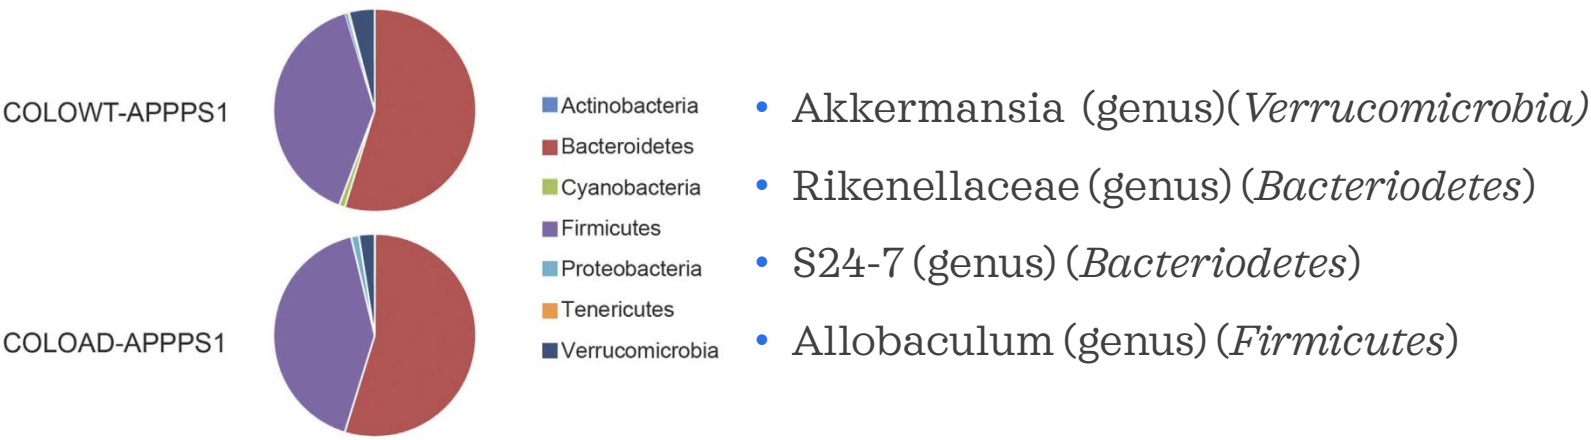 COLOWT-APPPS1
COLOAD-APPPS1
Actinobacteria
Bacteroidetes
Cyanobacteria
Firmicutes
Proteobacteria
Tenericutes
Verrucomicrobia
• Akkermansia (genus)(Verrucomicrobia)
• Rikenellaceae (genus) (Bacteriodetes)
• S24-7 (genus) (Bacteriodetes)
• Allobaculum (genus) (Firmicutes)